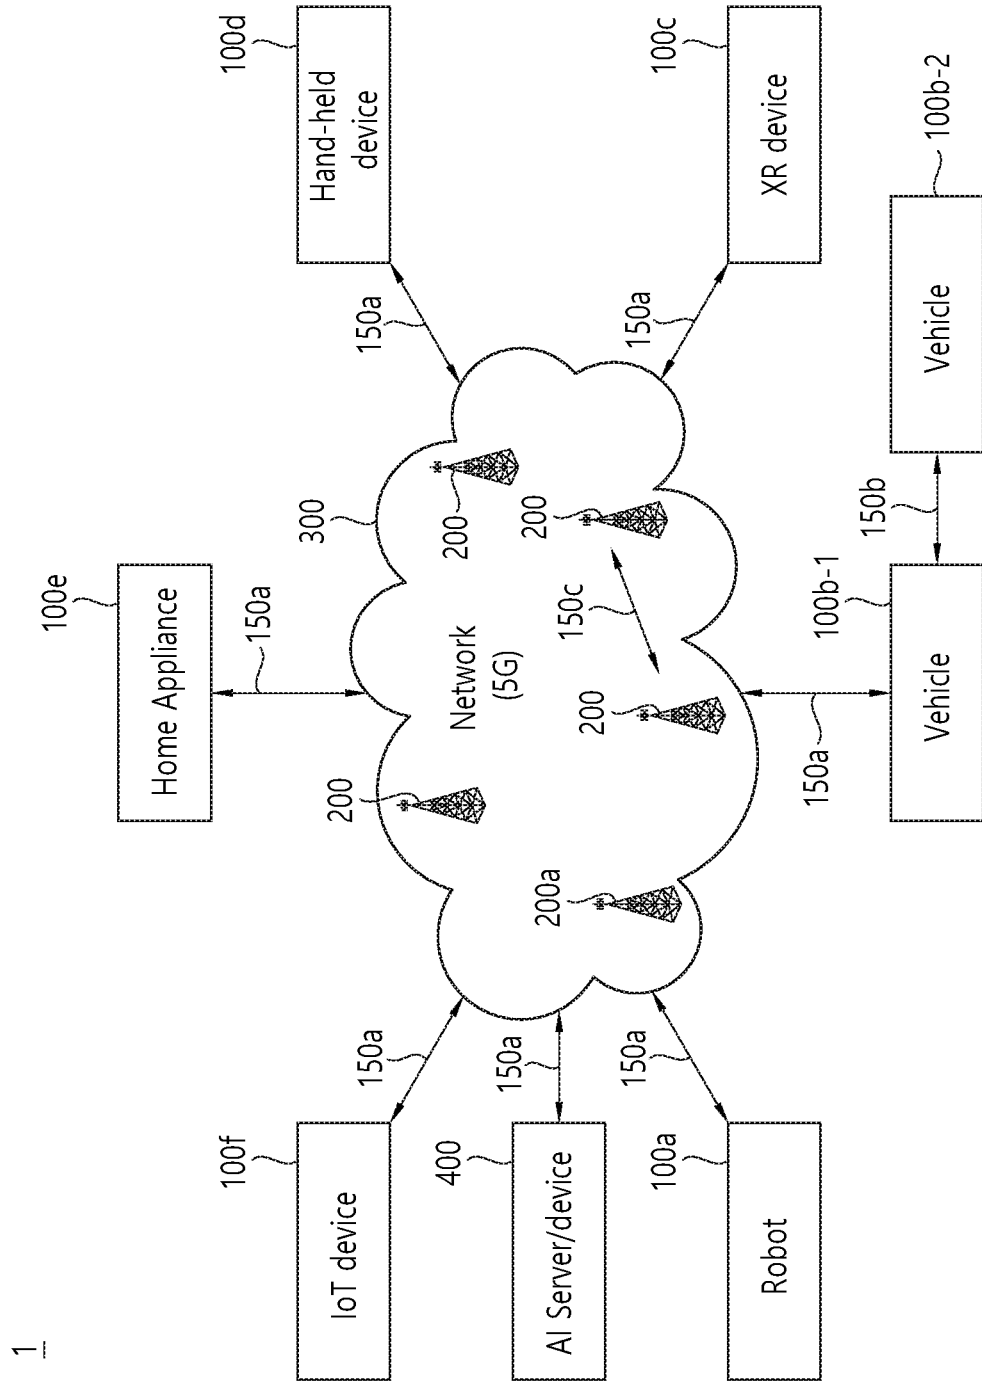 1
100e
Home Appliance
100f
100d
150a
300
Hand-held
device
IoT device
200
150a
150a
400
200
Network
(5G)
150a
200
200a
AI Server/device
150c
200
150a
150a
100a
100c
Robot
XR device
150a
100b-1
150b
100b-2
Vehicle
Vehicle